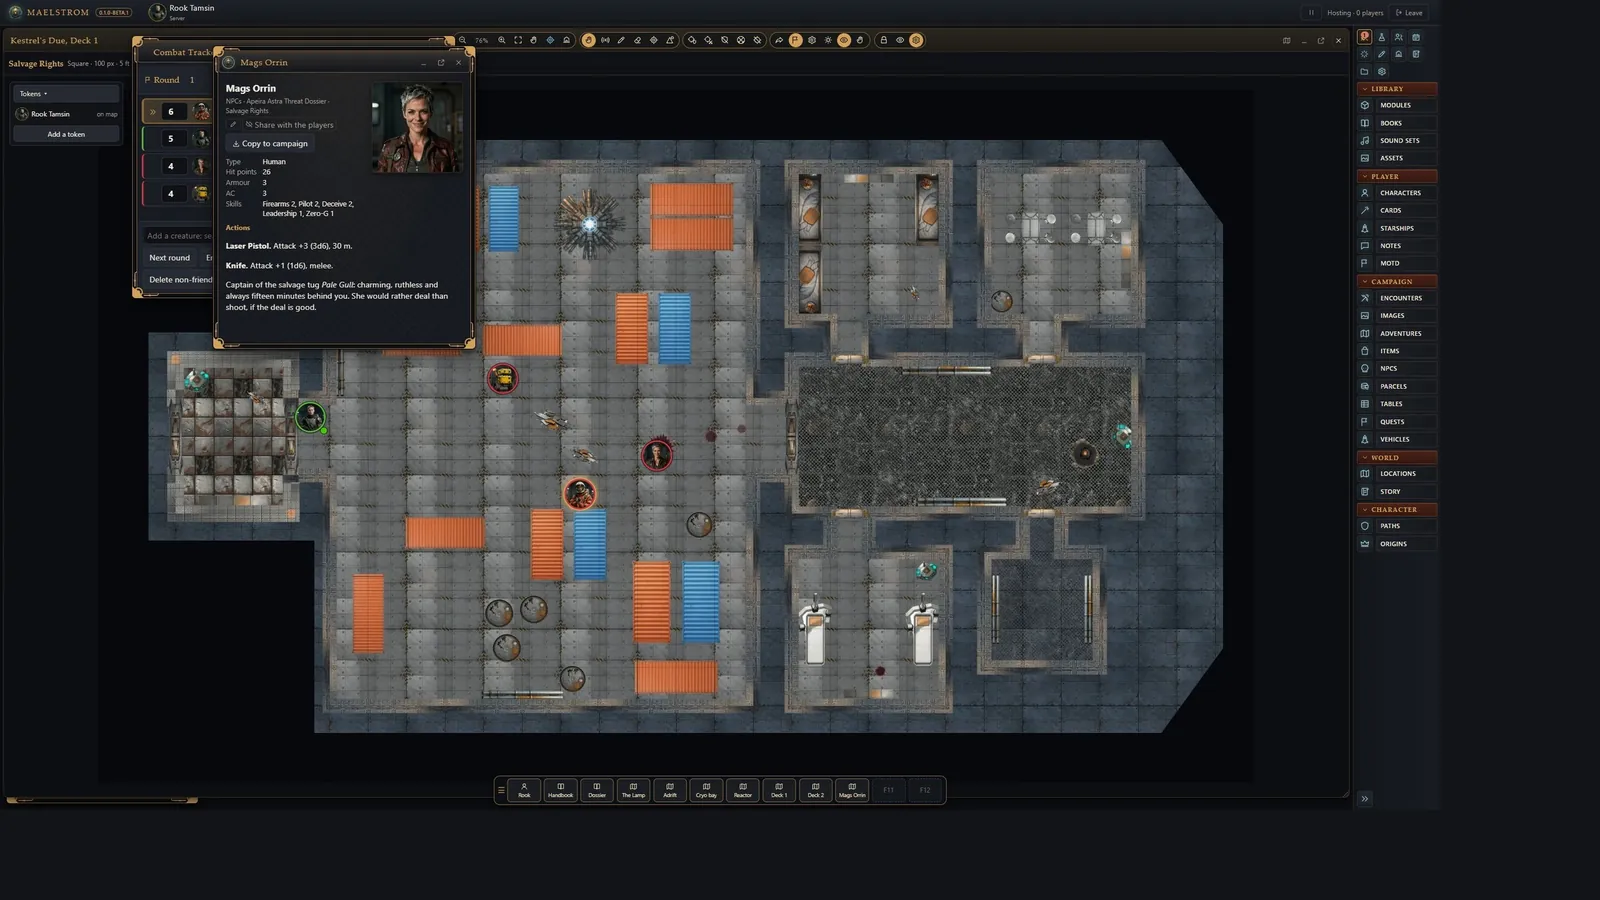 MAELSTROM
0.1.0-BETA.1
Rook Tamsin
Server
Hosting · 0 players
Leave
Kestrel's Due, Deck 1
76%
Salvage Rights
Square · 100 px · 5 ft
Tokens
Rook Tamsin
on map
Add a token
Combat Track
Round 1
6
5
4
4
Add a creature: se
Next round
Delete non-friend
Mags Orrin
Mags Orrin
NPCs · Apeira Astra Threat Dossier ·
Salvage Rights
Share with the players
Copy to campaign
Type Human
Hit points 26
Armour 3
AC 3
Skills Firearms 2, Pilot 2, Deceive 2,
Leadership 1, Zero-G 1
Actions
Laser Pistol. Attack +3 (3d6), 30 m.
Knife. Attack +1 (1d6), melee.
Captain of the salvage tug Pale Gull: charming, ruthless and
always fifteen minutes behind you. She would rather deal than
shoot, if the deal is good.
LIBRARY
MODULES
BOOKS
SOUND SETS
ASSETS
PLAYER
CHARACTERS
CARDS
STARSHIPS
NOTES
MOTD
CAMPAIGN
ENCOUNTERS
IMAGES
ADVENTURES
ITEMS
NPCS
PARCELS
TABLES
QUESTS
VEHICLES
WORLD
LOCATIONS
STORY
CHARACTER
PATHS
ORIGINS
Rook
Handbook
Dossier
The Lamp
Adrift
Cryo bay
Reactor
Deck 1
Deck 2
Mags Orrin
F11
F12